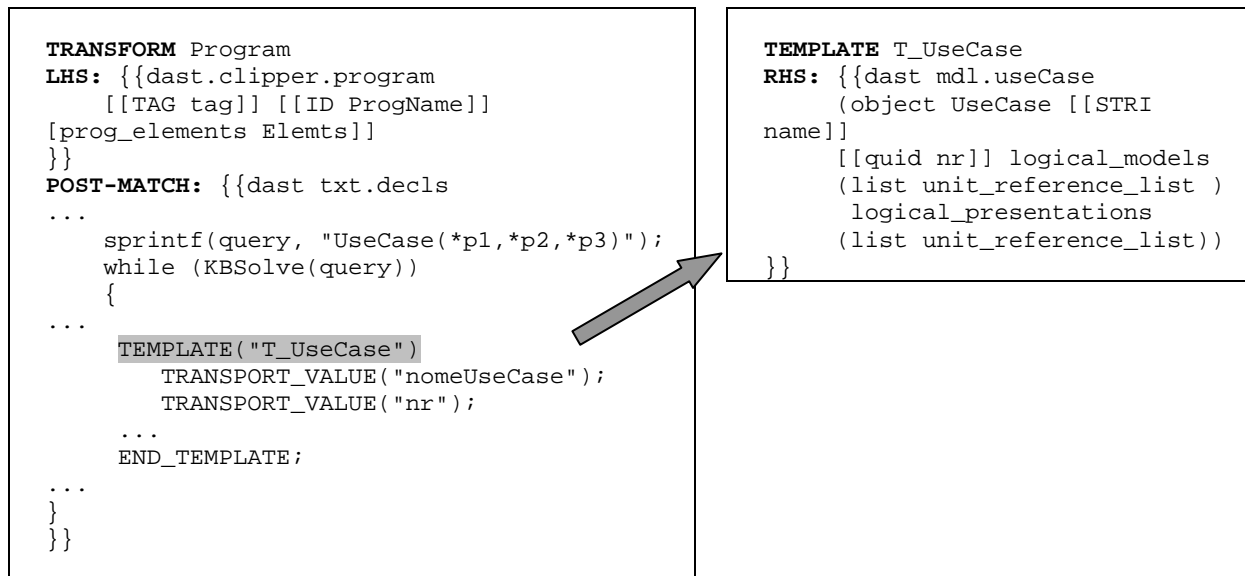 TRANSFORM Program
LHS: {{dast.clipper.program
[[TAG tag]] [[ID ProgName]]
[prog_elements Elemts]]
}}
POST-MATCH: {{dast txt.decls
...
sprintf(query, "UseCase(*p1,*p2,*p3)");
while (KBSolve(query))
{
...
TEMPLATE("T_UseCase")
TRANSPORT_VALUE("nomeUseCase");
TRANSPORT_VALUE("nr");
...
END_TEMPLATE;
...
}
}}
TEMPLATE T_UseCase
RHS: {{dast mdl.useCase
(object UseCase [[STRI
name]]
[[quid nr]] logical_models
(list unit_reference_list )
logical_presentations
(list unit_reference_list))
}}